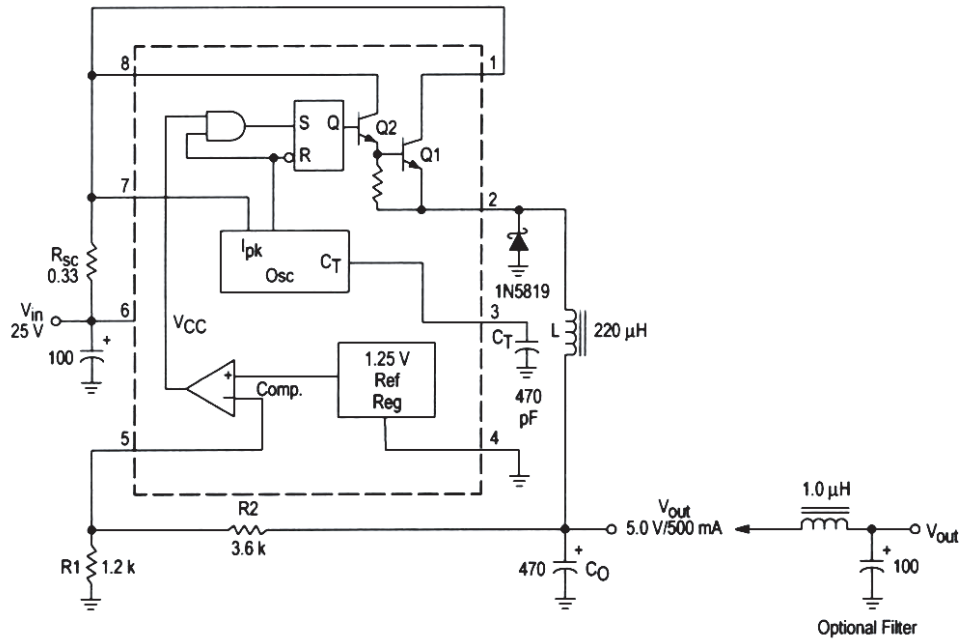 8
1
S
Q
Q2
R
Q1
7
2
Ipk
Osc
CT
Rsc
0.33
1N5819
Vin
25 V
6
VCC
3
CT
L
220 μH
100
+
+
−
Comp.
1.25 V
Ref
Reg
470
pF
5
4
R2
3.6 k
Vout
5.0 V/500 mA
1.0 μH
Vout
R1
1.2 k
470
+
CO
+
100
Optional Filter